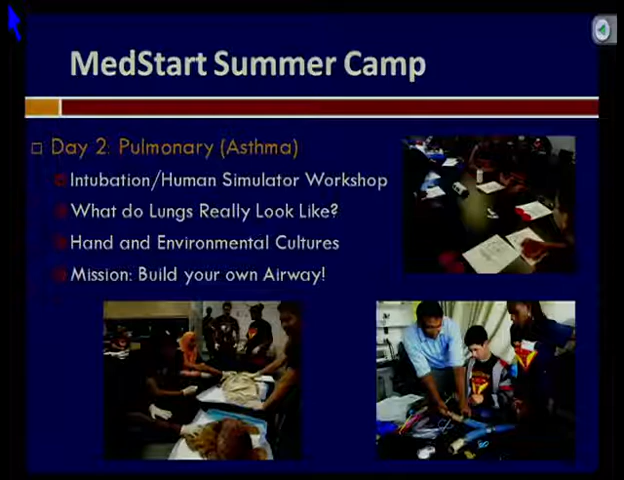 MedStart Summer Camp
Day 2: Pulmonary (Asthma)
Intubation/Human Simulator Workshop
What do Lungs Really Look Like?
Hand and Environmental Cultures
Mission: Build your own Airway!